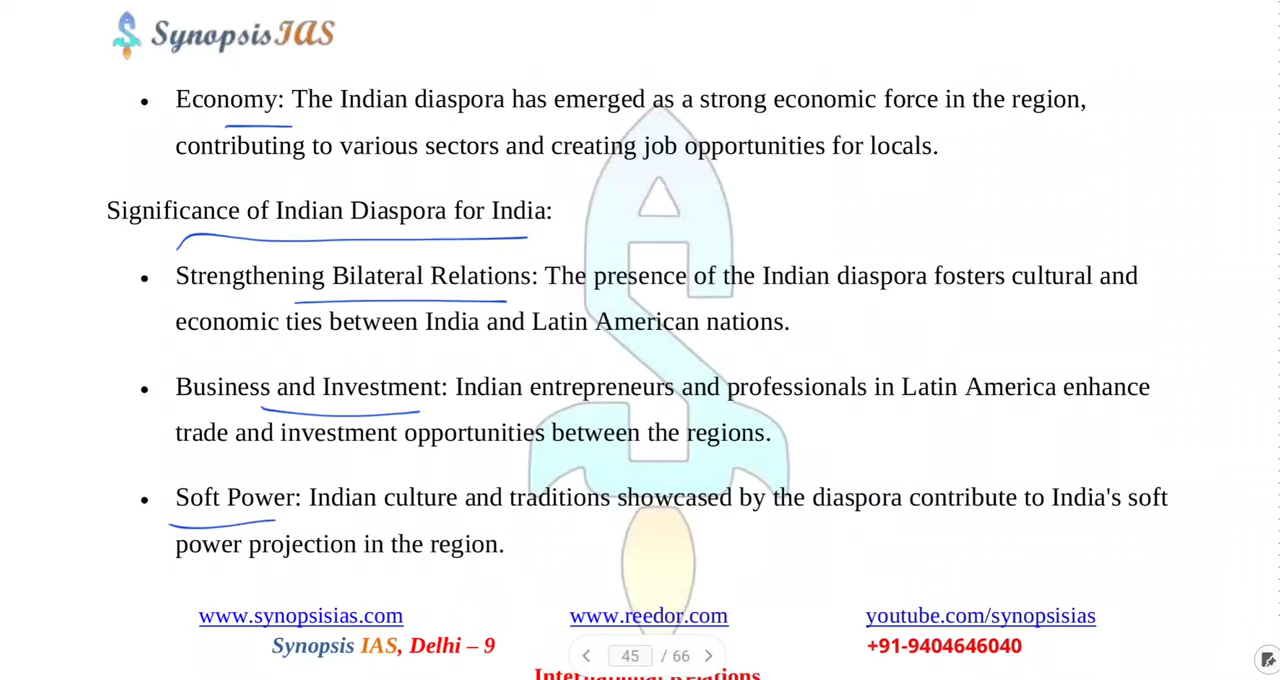 Synopsis IAS
• Economy: The Indian diaspora has emerged as a strong economic force in the region,
contributing to various sectors and creating job opportunities for locals.
Significance of Indian Diaspora for India:
• Strengthening Bilateral Relations: The presence of the Indian diaspora fosters cultural and
economic ties between India and Latin American nations.
• Business and Investment: Indian entrepreneurs and professionals in Latin America enhance
trade and investment opportunities between the regions.
• Soft Power: Indian culture and traditions showcased by the diaspora contribute to India's soft
power projection in the region.
www.synopsisias.com www.reedor.com youtube.com/synopsisias
Synopsis IAS, Delhi – 9 +91-9404646040
45 / 66
International Relations